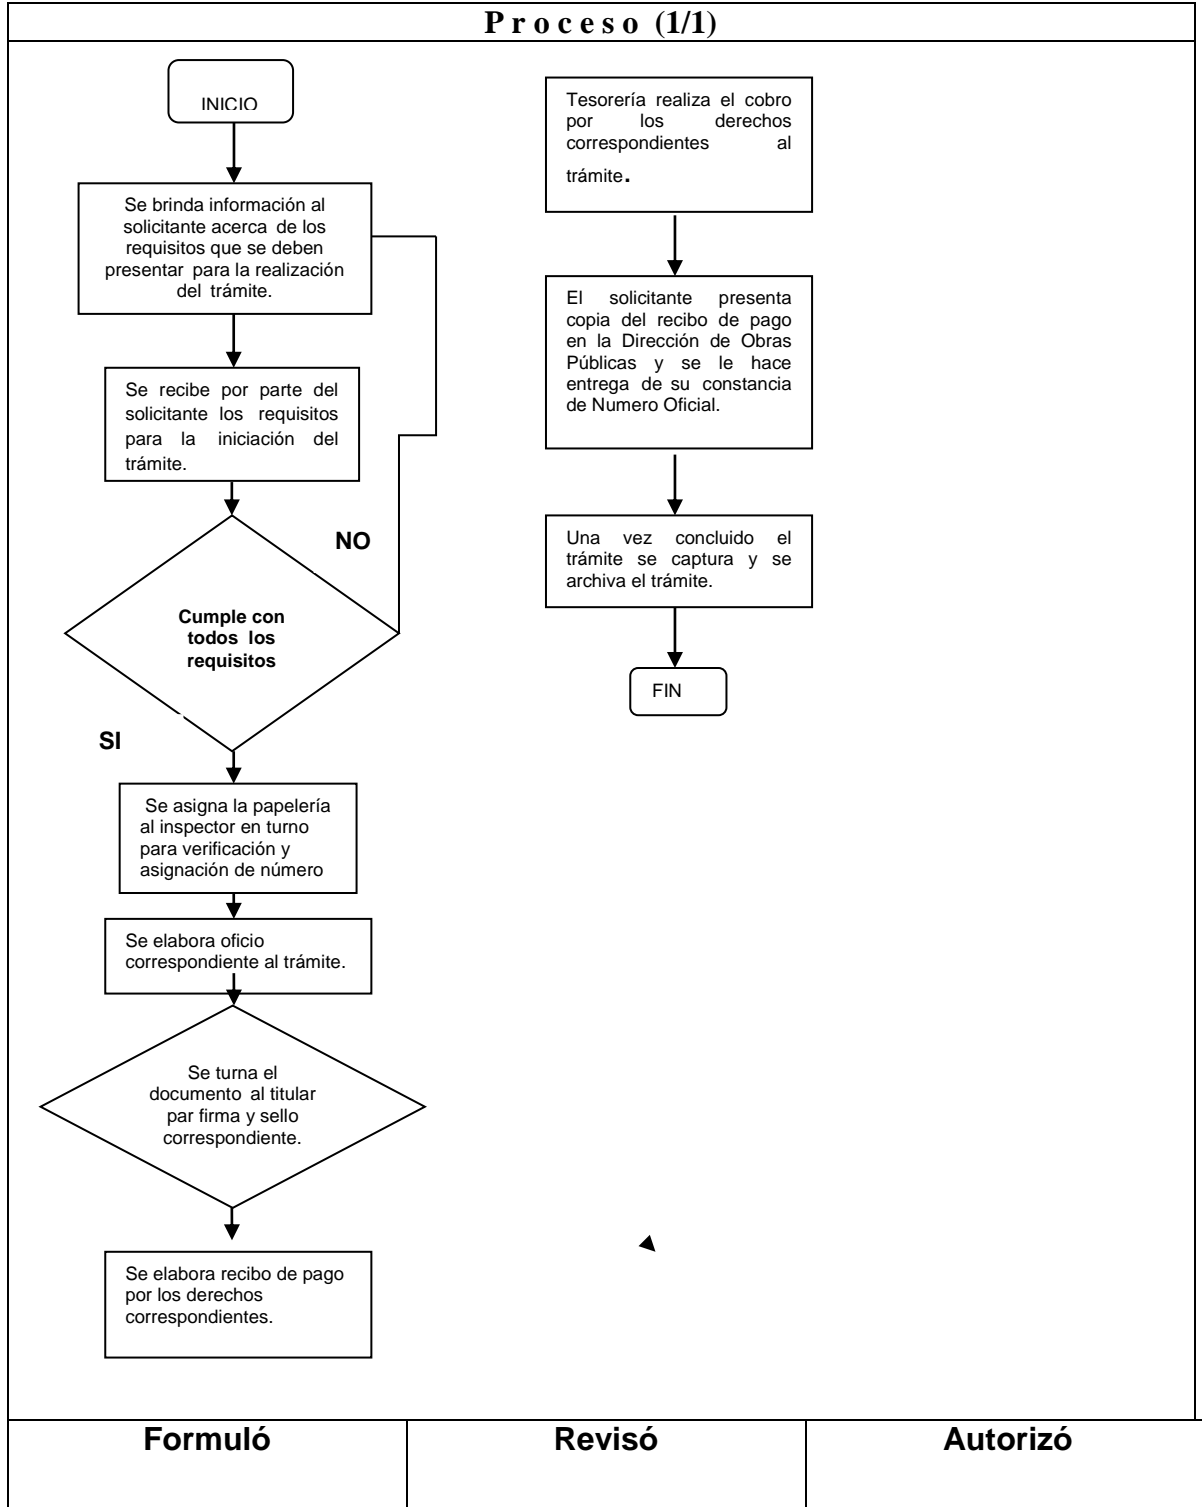 P r o c e s o (1/1)
INICIO
Se brinda información al
solicitante acerca de los
requisitos que se deben
presentar para la realización
del trámite.
Se recibe por parte del
solicitante los requisitos
para la iniciación del
trámite.
NO
Cumple con
todos los
requisitos
SI
Se asigna la papelería
al inspector en turno
para verificación y
asignación de número
Se elabora oficio
correspondiente al trámite.
Se turna el
documento al titular
par firma y sello
correspondiente.
Se elabora recibo de pago
por los derechos
correspondientes.
Tesorería realiza el cobro
por los derechos
correspondientes al
trámite.
El solicitante presenta
copia del recibo de pago
en la Dirección de Obras
Públicas y se le hace
entrega de su constancia
de Numero Oficial.
Una vez concluido el
trámite se captura y se
archiva el trámite.
FIN
Formuló
Revisó
Autorizó